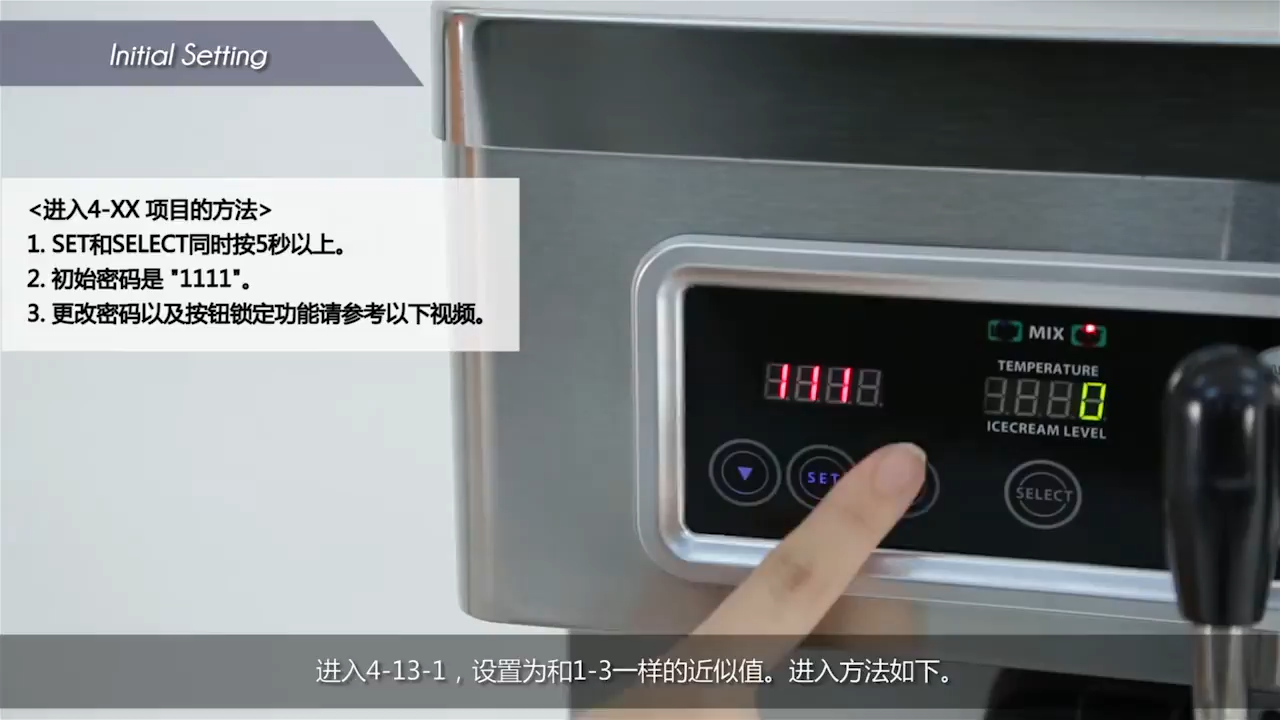 Initial Setting
<进入4-XX 项目的方法>
1. SET和SELECT同时按5秒以上。
2. 初始密码是 "1111"。
3. 更改密码以及按钮锁定功能请参考以下视频。
MIX
TEMPERATURE
111
0
ICECREAM LEVEL
SET
SELECT
进入4-13-1，设置为和1-3一样的近似值。进入方法如下。